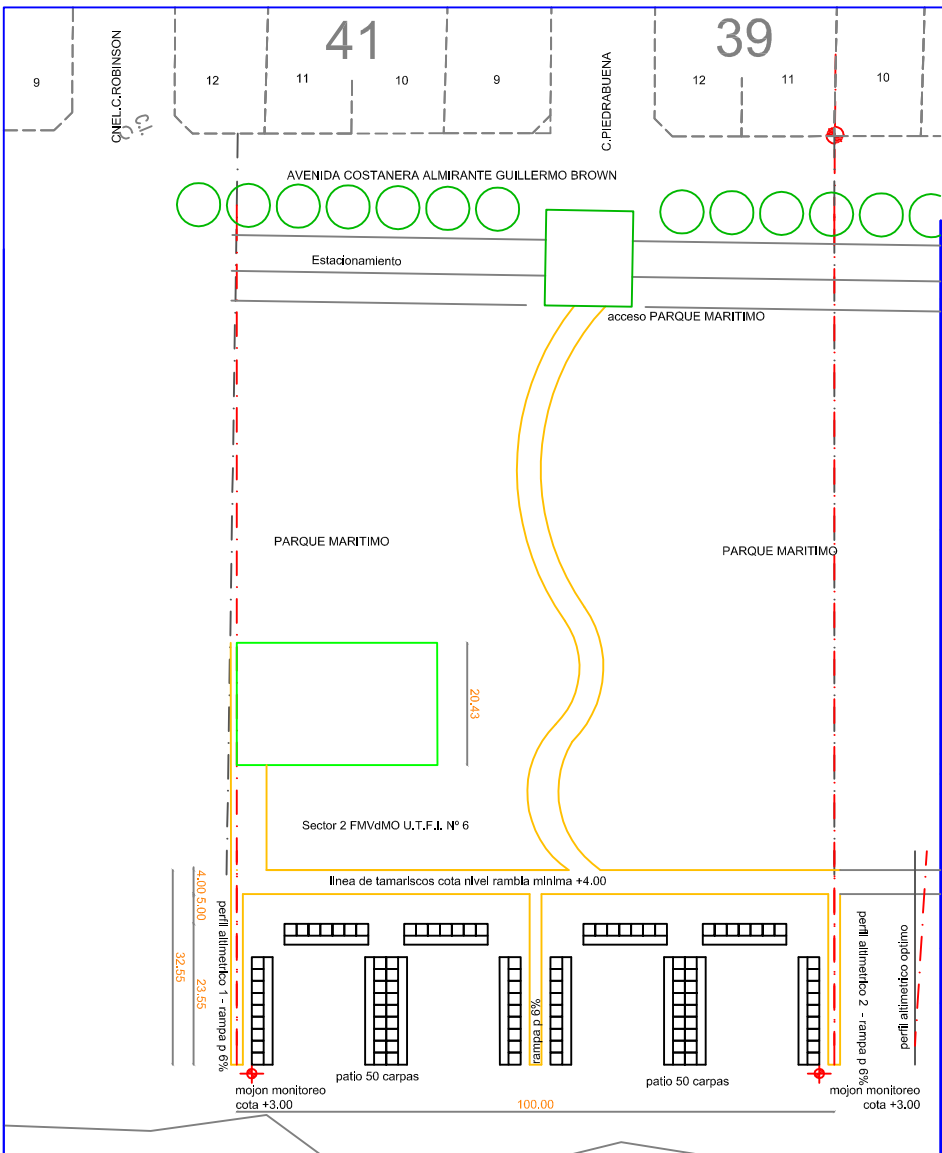 41
39
9
CNEL.C.ROBINSON
12
11
10
9
C.PIEDRABUENA
12
11
10
AVENIDA COSTANERA ALMIRANTE GUILLERMO BROWN
Estacionamiento
acceso PARQUE MARITIMO
PARQUE MARITIMO
PARQUE MARITIMO
20.43
Sector 2 FMVdMO U.T.F.I. Nº 6
linea de tamariscos cota nivel rambla minima +4.00
4.00
5.00
23.55
32.55
perfil altimetrico 1 - rampa p 6%
rampa p 6%
perfil altimetrico 2 - rampa p 6%
perfil altimetrico optimo
patio 50 carpas
patio 50 carpas
mojon monitoreo
cota +3.00
100.00
mojon monitoreo
cota +3.00